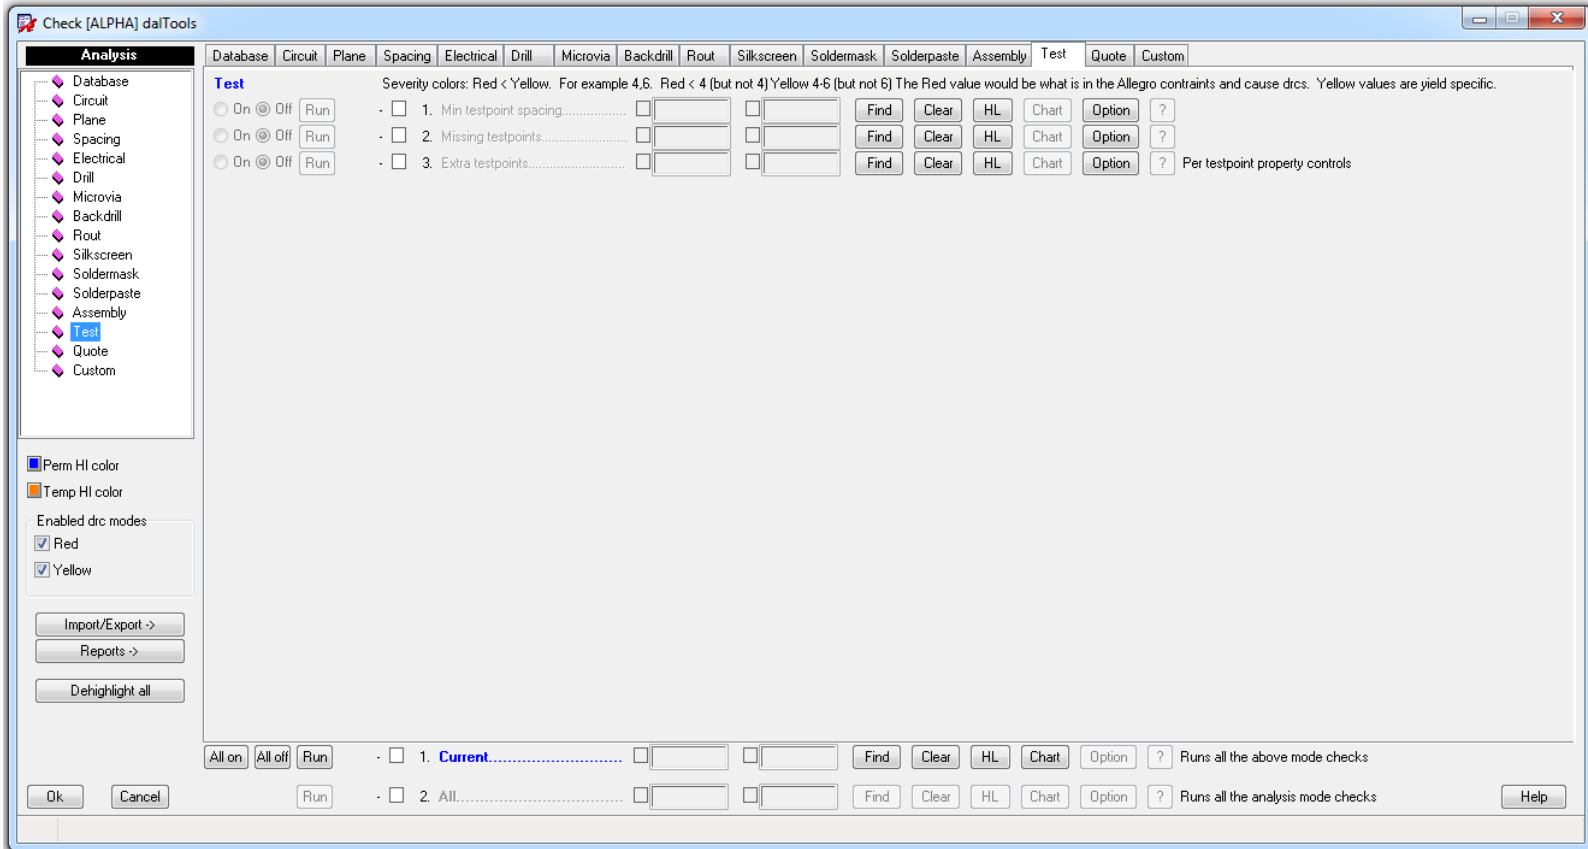 Check [ALPHA] dalTools
Analysis
Database
Circuit
Plane
Spacing
Electrical
Drill
Microvia
Backdrill
Rout
Silkscreen
Soldermask
Solderpaste
Assembly
Test
Quote
Custom
Perm HI color
Temp HI color
Enabled drc modes
Red
Yellow
Import/Export ->
Reports ->
Dehighlight all
Ok Cancel
Database Circuit Plane Spacing Electrical Drill Microvia Backdrill Rout Silkscreen Soldermask Solderpaste Assembly Test Quote Custom
Test Severity colors: Red < Yellow. For example 4,6. Red < 4 (but not 4) Yellow 4-6 (but not 6) The Red value would be what is in the Allegro contraints and cause drcs. Yellow values are yield specific.
On Off Run - 1. Min testpoint spacing................ Find Clear HL Chart Option ?
On Off Run - 2. Missing testpoints..................... Find Clear HL Chart Option ?
On Off Run - 3. Extra testpoints........................ Find Clear HL Chart Option ? Per testpoint property controls
All on All off Run - 1. Current........................... Find Clear HL Chart Option ? Runs all the above mode checks
Run - 2. All......................................... Find Clear HL Chart Option ? Runs all the analysis mode checks
Help